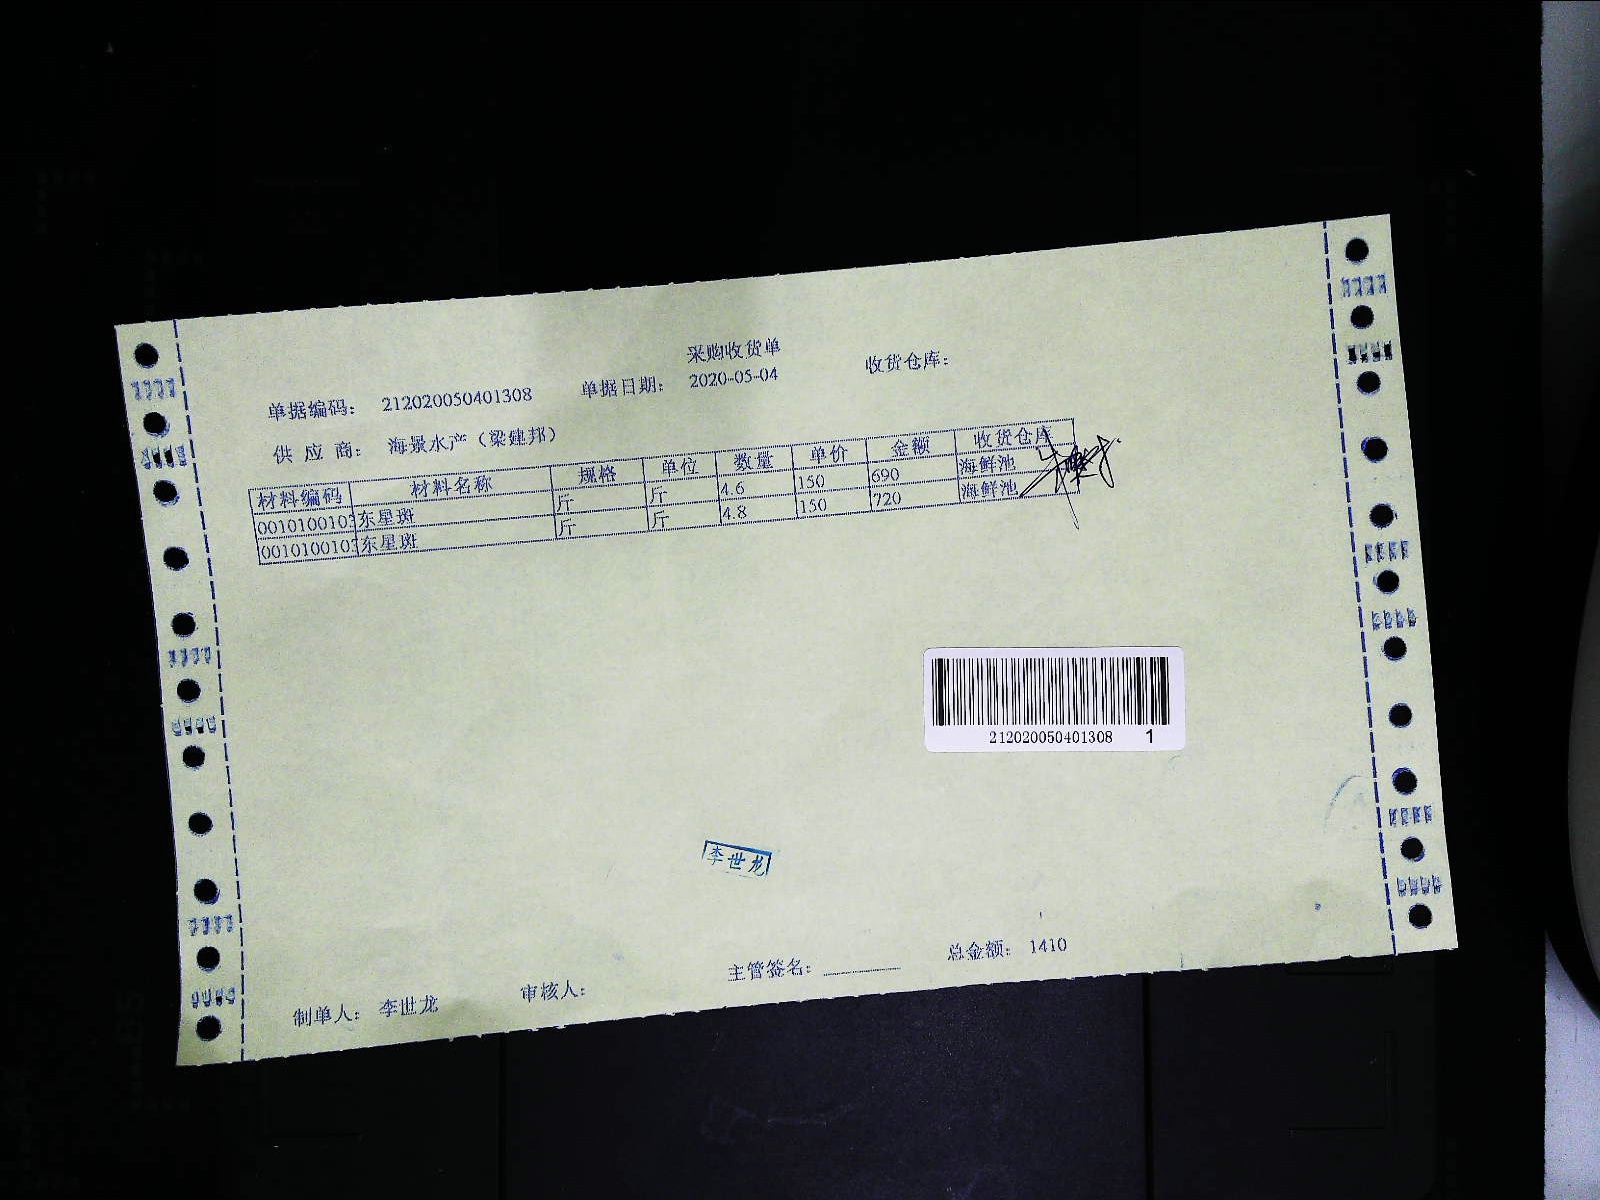 采购收货单
单据编码： 212020050401308 单据日期： 2020-05-04 收货仓库：
供 应 商： 海景水产（梁建邦）
材料编码 材料名称 规格 单位 数量 单价 金额 收货仓库
0010100103 东星斑 斤 斤 4.6 150 690 海鲜池
0010100103 东星斑 斤 斤 4.8 150 720 海鲜池
212020050401308 1
李世龙
制单人： 李世龙 审核人： 主管签名： 总金额： 1410